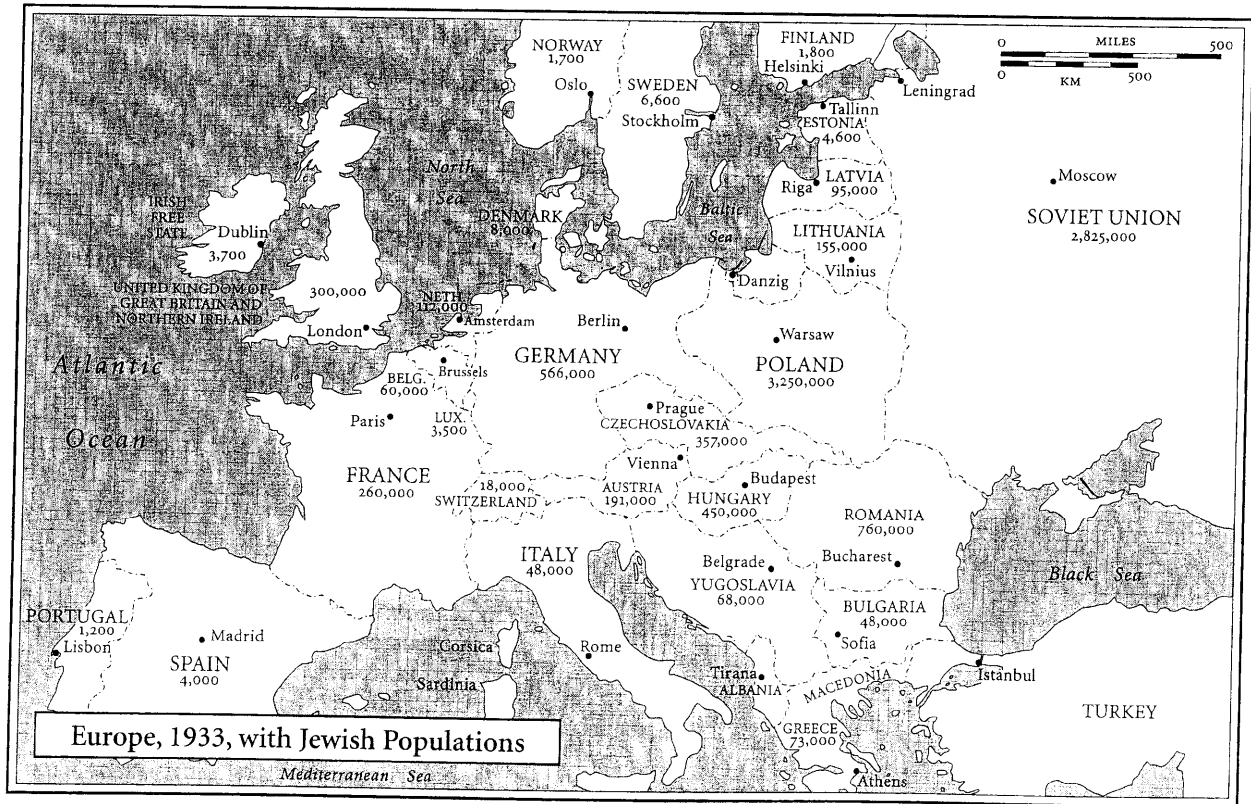 NORWAY
1,700
Oslo
SWEDEN
6,600
Stockholm
FINLAND
1,800
Helsinki
MILES
0 500
0 500
KM
Leningrad
Tallinn
ESTONIA
4,600
Riga
LATVIA
95,000
Moscow
SOVIET UNION
2,825,000
North
Sea
Baltic
Sea
DENMARK
8,000
LITHUANIA
155,000
Vilnius
Danzig
IRISH
FREE
STATE
Dublin
3,700
UNITED KINGDOM OF
GREAT BRITAIN AND
NORTHERN IRELAND
300,000
London
NETH.
112,000
Amsterdam
Berlin
GERMANY
566,000
Warsaw
POLAND
3,250,000
Atlantic
Ocean
Brussels
BELG.
60,000
LUX.
3,500
Paris
Prague
CZECHOSLOVAKIA
357,000
FRANCE
260,000
18,000
SWITZERLAND
Vienna
AUSTRIA
191,000
Budapest
HUNGARY
450,000
ROMANIA
760,000
Bucharest
ITALY
48,000
Belgrade
YUGOSLAVIA
68,000
Black Sea
BULGARIA
48,000
Sofia
PORTUGAL
1,200
Lisbon
Madrid
SPAIN
4,000
Corsica
Sardinia
Rome
Tirana
ALBANIA
MACEDONIA
Istanbul
TURKEY
GREECE
73,000
Athens
Europe, 1933, with Jewish Populations
Mediterranean Sea